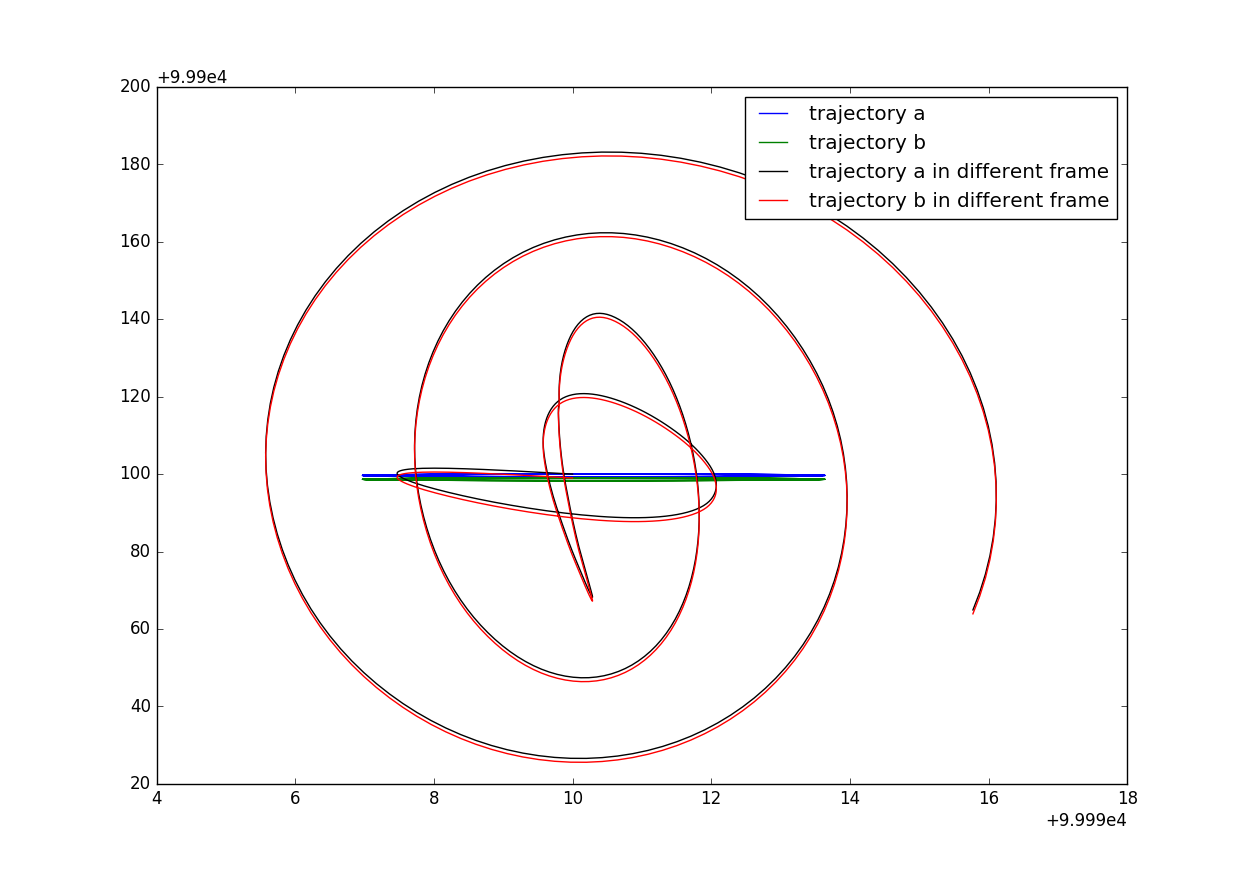 +9.99e4
200
180
160
140
120
100
80
60
40
20
trajectory a
trajectory b
trajectory a in different frame
trajectory b in different frame
4 6 8 10 12 14 16 18
+9.999e4